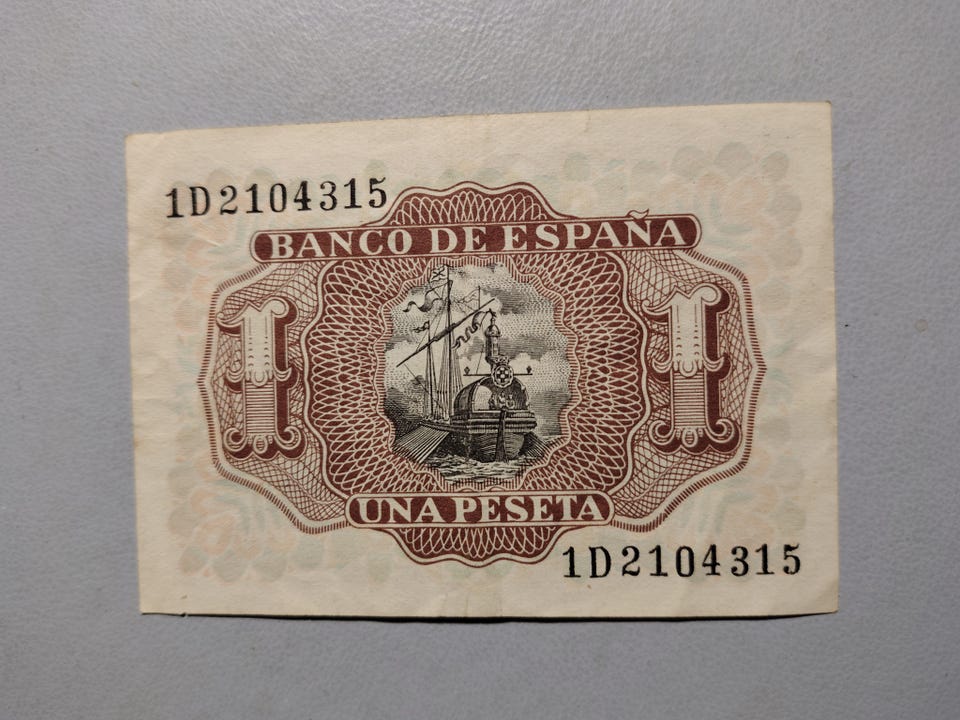 1D2104315
BANCO DE ESPAÑA
1 1
UNA PESETA
1D2104315